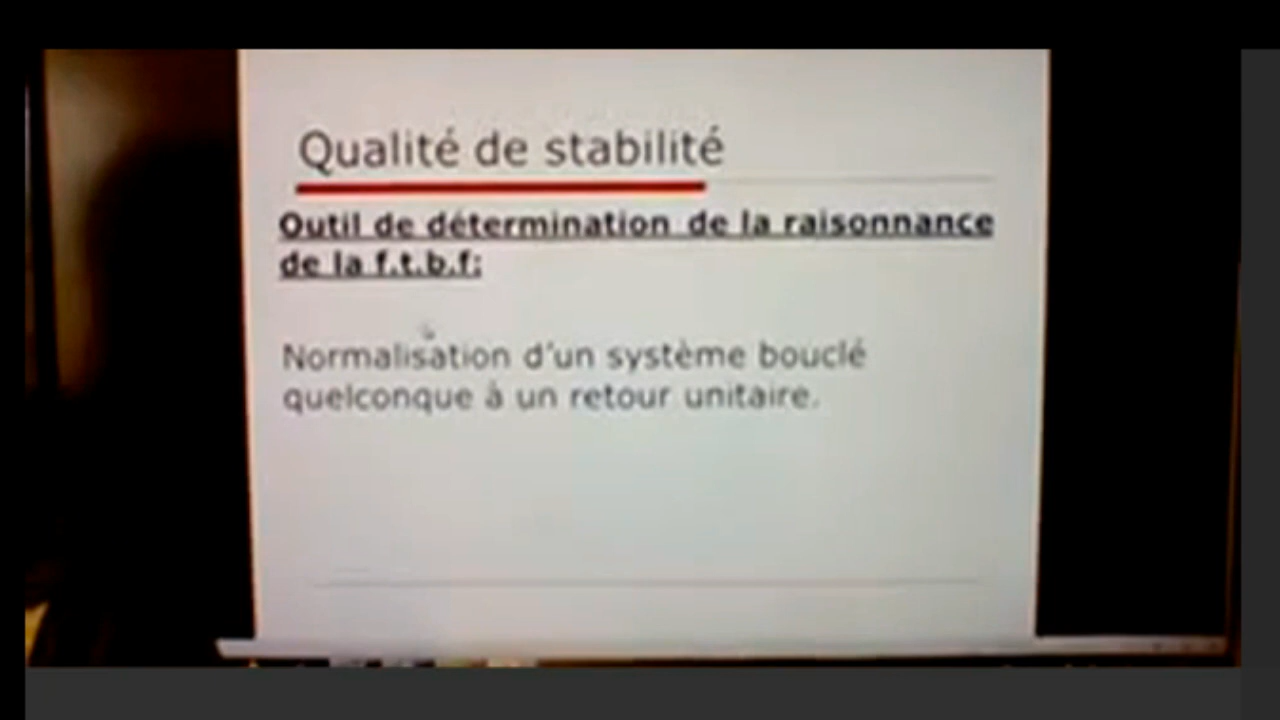 Qualité de stabilité
Outil de détermination de la raisonnance
de la f.t.b.f:
Normalisation d'un système bouclé
quelconque à un retour unitaire.